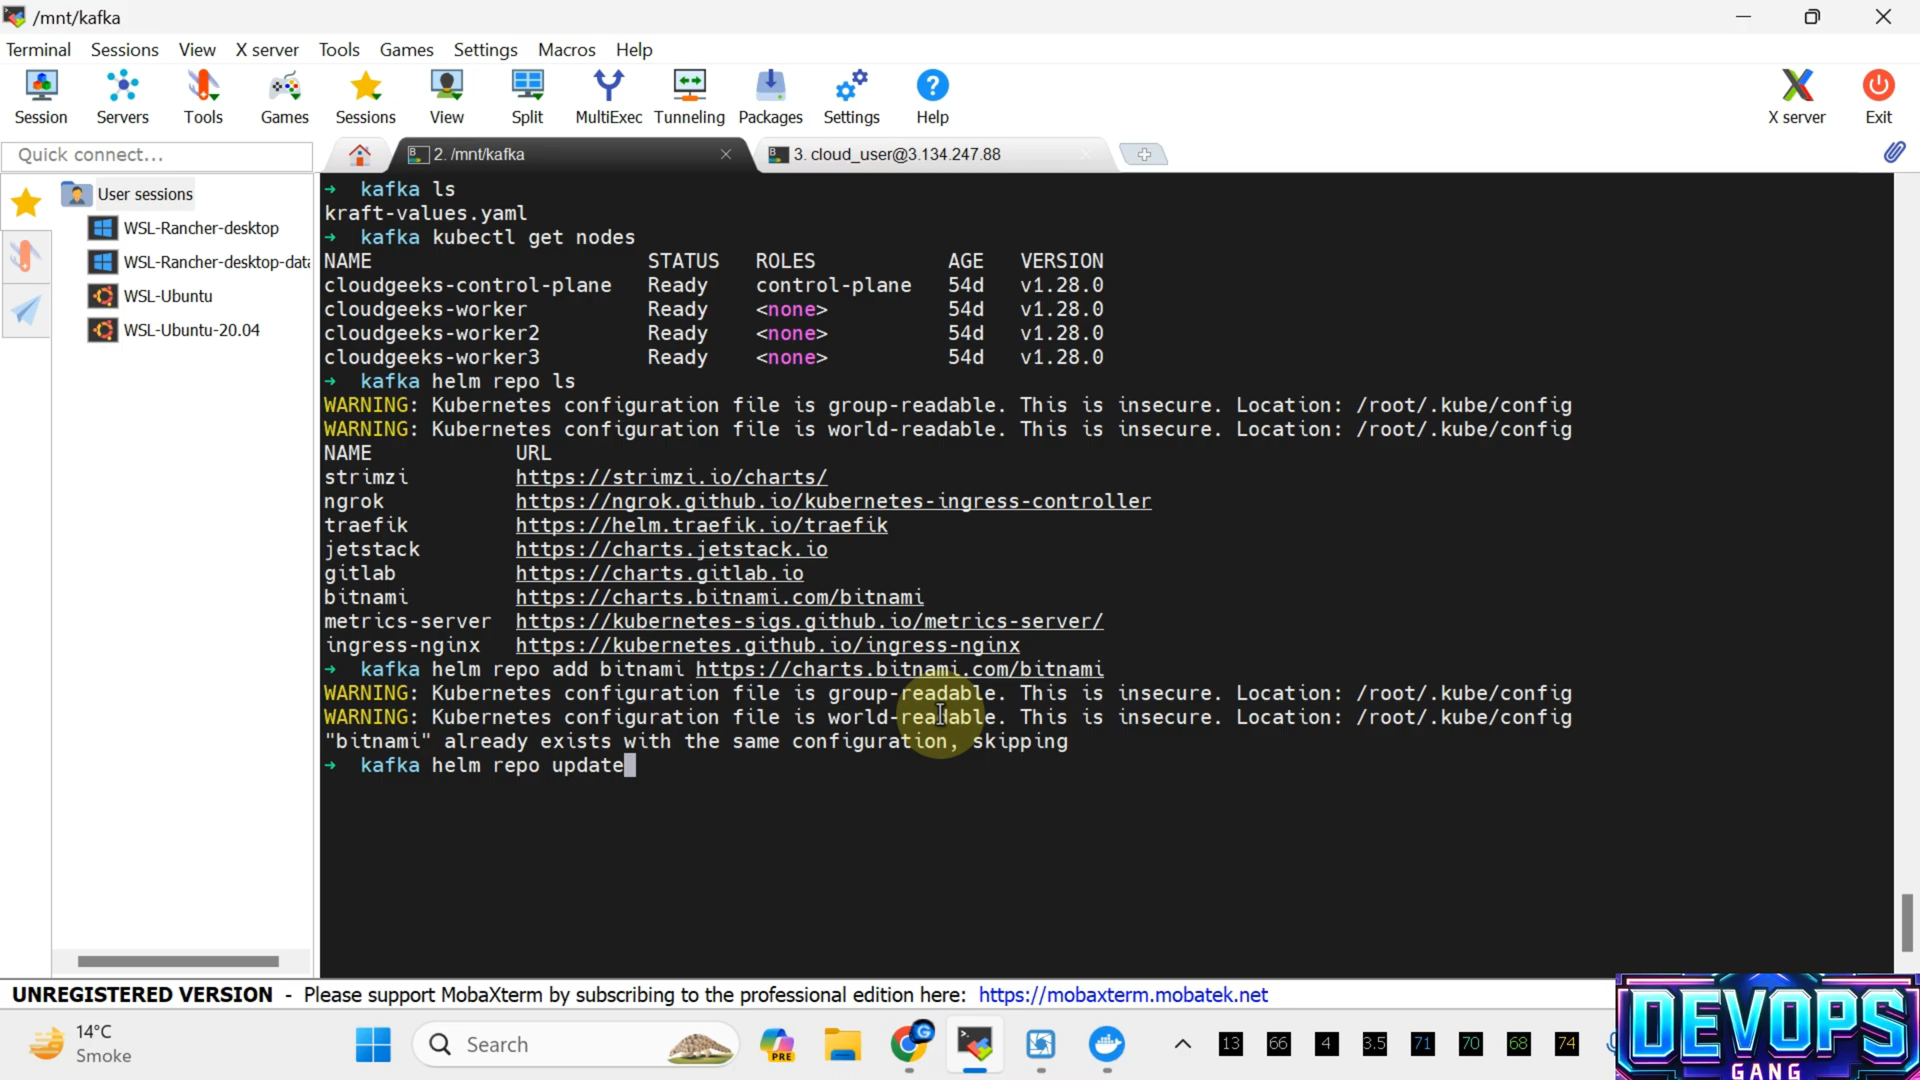 /mnt/kafka
Terminal Sessions View X server Tools Games Settings Macros Help
Session Servers Tools Games Sessions View Split MultiExec Tunneling Packages Settings Help X server Exit
Quick connect...
2. /mnt/kafka
3. cloud_user@3.134.247.88
User sessions
WSL-Rancher-desktop
WSL-Rancher-desktop-data
WSL-Ubuntu
WSL-Ubuntu-20.04
→ kafka ls
kraft-values.yaml
→ kafka kubectl get nodes
NAME STATUS ROLES AGE VERSION
cloudgeeks-control-plane Ready control-plane 54d v1.28.0
cloudgeeks-worker Ready <none> 54d v1.28.0
cloudgeeks-worker2 Ready <none> 54d v1.28.0
cloudgeeks-worker3 Ready <none> 54d v1.28.0
→ kafka helm repo ls
WARNING: Kubernetes configuration file is group-readable. This is insecure. Location: /root/.kube/config
WARNING: Kubernetes configuration file is world-readable. This is insecure. Location: /root/.kube/config
NAME URL
strimzi https://strimzi.io/charts/
ngrok https://ngrok.github.io/kubernetes-ingress-controller
traefik https://helm.traefik.io/traefik
jetstack https://charts.jetstack.io
gitlab https://charts.gitlab.io
bitnami https://charts.bitnami.com/bitnami
metrics-server https://kubernetes-sigs.github.io/metrics-server/
ingress-nginx https://kubernetes.github.io/ingress-nginx
→ kafka helm repo add bitnami https://charts.bitnami.com/bitnami
WARNING: Kubernetes configuration file is group-readable. This is insecure. Location: /root/.kube/config
WARNING: Kubernetes configuration file is world-readable. This is insecure. Location: /root/.kube/config
"bitnami" already exists with the same configuration, skipping
→ kafka helm repo update
UNREGISTERED VERSION - Please support MobaXterm by subscribing to the professional edition here: https://mobaxterm.mobatek.net
14°C
Smoke
Search
PRE
G
13 66 4 3.5 71 70 68 74
DEVOPS
GANG